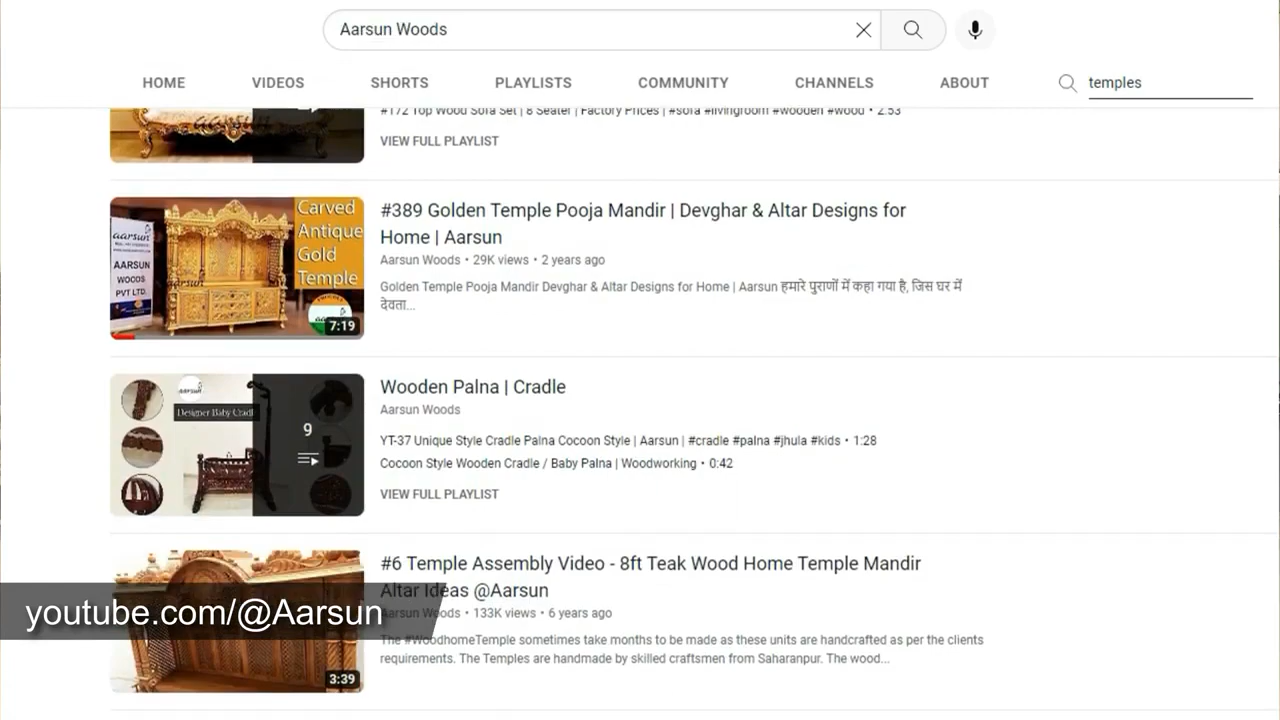 Aarsun Woods
HOME VIDEOS SHORTS PLAYLISTS COMMUNITY CHANNELS ABOUT temples
aarsun
#172 Top Wood Sofa Set | 8 Seater | Factory Prices | #sofa #livingroom #wooden #wood • 2:53
VIEW FULL PLAYLIST
Carved
Antique
Gold
Temple
aarsun
AARSUN
WOODS
PVT LTD.
aarsun
7:19
#389 Golden Temple Pooja Mandir | Devghar & Altar Designs for
Home | Aarsun
Aarsun Woods • 29K views • 2 years ago
Golden Temple Pooja Mandir Devghar & Altar Designs for Home | Aarsun हमारे पुराणों में कहा गया है, जिस घर में
देवता...
aarsun
Designer Baby Cradl
9
Wooden Palna | Cradle
Aarsun Woods
YT-37 Unique Style Cradle Palna Cocoon Style | Aarsun | #cradle #palna #jhula #kids • 1:28
Cocoon Style Wooden Cradle / Baby Palna | Woodworking • 0:42
VIEW FULL PLAYLIST
#6 Temple Assembly Video - 8ft Teak Wood Home Temple Mandir
Altar Ideas @Aarsun
Aarsun Woods • 133K views • 6 years ago
The #WoodhomeTemple sometimes take months to be made as these units are handcrafted as per the clients
requirements. The Temples are handmade by skilled craftsmen from Saharanpur. The wood...
3:39
youtube.com/@Aarsun